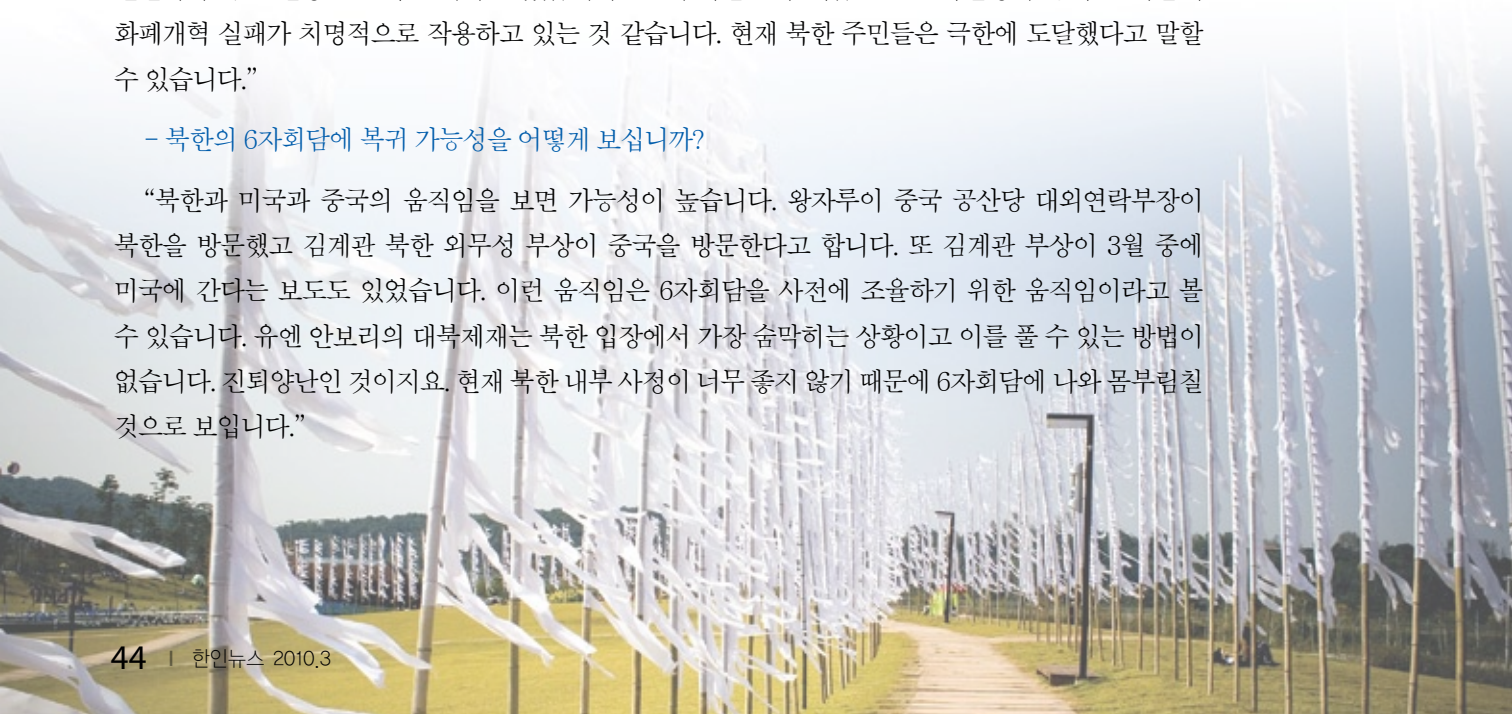 화폐개혁 실패가 치명적으로 작용하고 있는 것 같습니다. 현재 북한 주민들은 극한에 도달했다고 말할
수 있습니다.”
- 북한의 6자회담에 복귀 가능성을 어떻게 보십니까?
“북한과 미국과 중국의 움직임을 보면 가능성이 높습니다. 왕자루이 중국 공산당 대외연락부장이
북한을 방문했고 김계관 북한 외무성 부상이 중국을 방문한다고 합니다. 또 김계관 부상이 3월 중에
미국에 간다는 보도도 있었습니다. 이런 움직임은 6자회담을 사전에 조율하기 위한 움직임이라고 볼
수 있습니다. 유엔 안보리의 대북제재는 북한 입장에서 가장 숨막히는 상황이고 이를 풀 수 있는 방법이
없습니다. 진퇴양난인 것이지요. 현재 북한 내부 사정이 너무 좋지 않기 때문에 6자회담에 나와 몸부림칠
것으로 보입니다.”
44 | 한인뉴스 2010.3